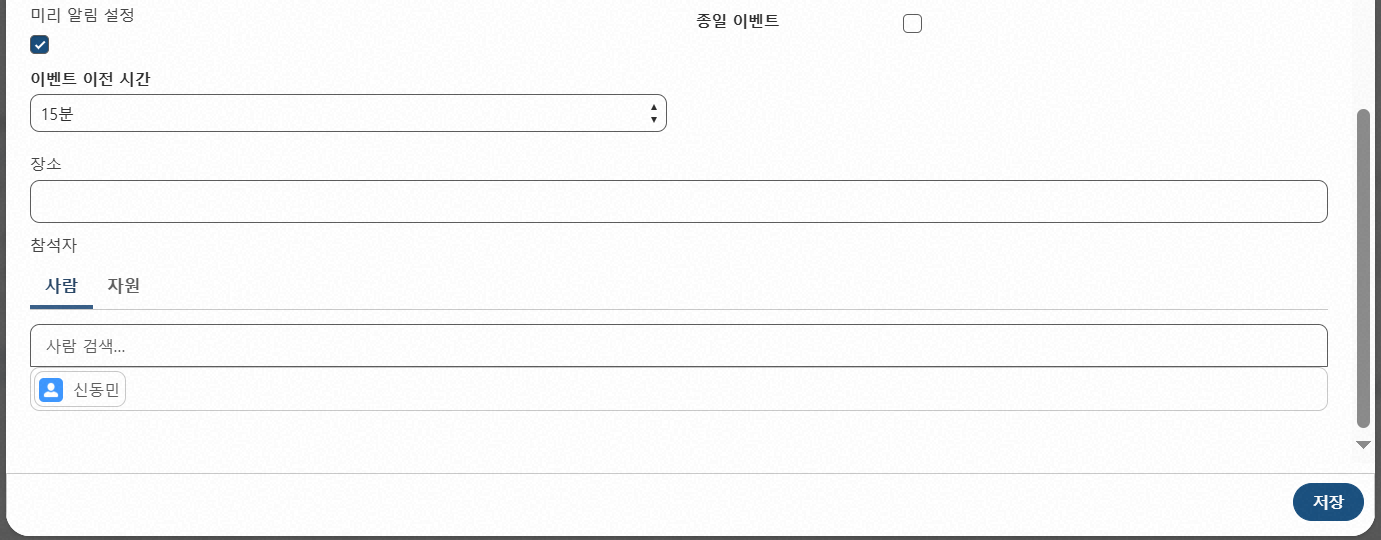 미리 알림 설정
종일 이벤트
이벤트 이전 시간
15분
장소
참석자
사람 자원
사람 검색...
신동민
저장